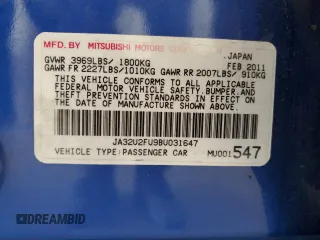 MFD. BY MITSUBISHI MOTORS CORPORATION JAPAN
GVWR 3969LBS/ 1800KG FEB 2011
GAWR FR 2227LBS/1010KG GAWR RR 2007LBS/ 910KG
THIS VEHICLE CONFORMS TO ALL APPLICABLE
FEDERAL MOTOR VEHICLE SAFETY, BUMPER, AND
THEFT PREVENTION STANDARDS IN EFFECT ON
THE DATE OF MANUFACTURE SHOWN ABOVE.
JA32U2FU9BU031647
VEHICLE TYPE:PASSENGER CAR MU001547
DREAMBID